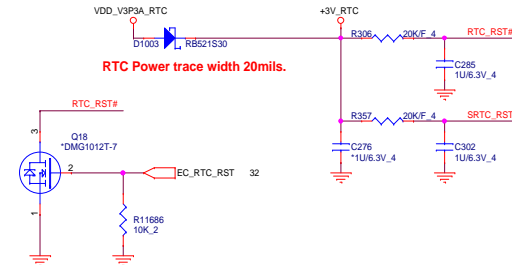 VDD_V3P3A_RTC
+3V_RTC
D1003
RB521S30
R306
20K/F_4
RTC_RST#
RTC Power trace width 20mils.
C285
1U/6.3V_4
RTC_RST#
R357
20K/F_4
SRTC_RST
Q18
*DMG1012T-7
3
2
1
EC_RTC_RST
32
C276
*1U/6.3V_4
C302
1U/6.3V_4
R11686
10K_2